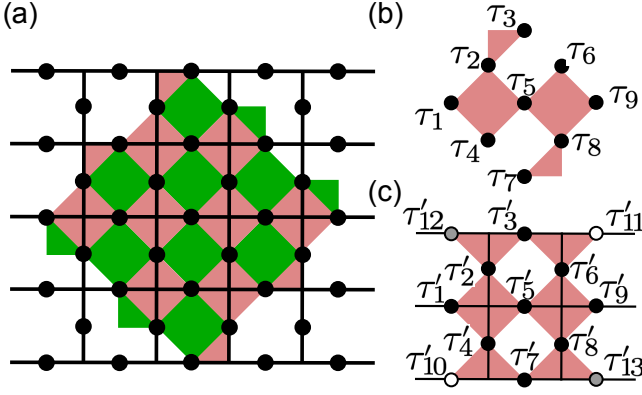 (a)
(b)
τ₃
τ₂
τ₆
τ₅
τ₁
τ₉
τ₄
τ₈
τ₇
(c)
τ′₁₂
τ′₃
τ′₁₁
τ′₂
τ′₆
τ′₁
τ′₅
τ′₉
τ′₄
τ′₇
τ′₈
τ′₁₀
τ′₁₃